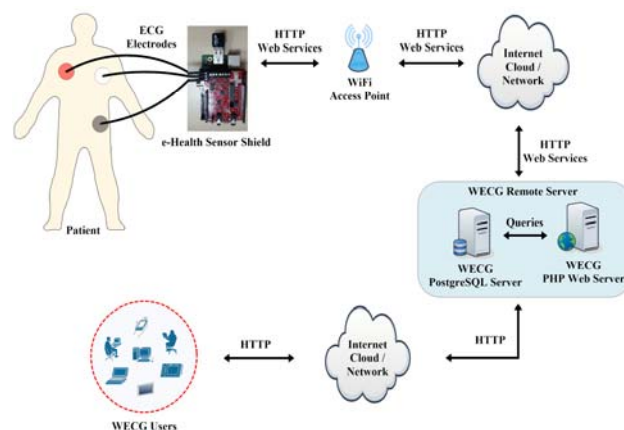 ECG
Electrodes
HTTP
Web Services
HTTP
Web Services
WiFi
Access Point
Internet
Cloud /
Network
e-Health Sensor Shield
HTTP
Web Services
Patient
WECG Remote Server
Queries
WECG
PostgreSQL Server
WECG
PHP Web Server
HTTP
Internet
Cloud /
Network
HTTP
WECG Users